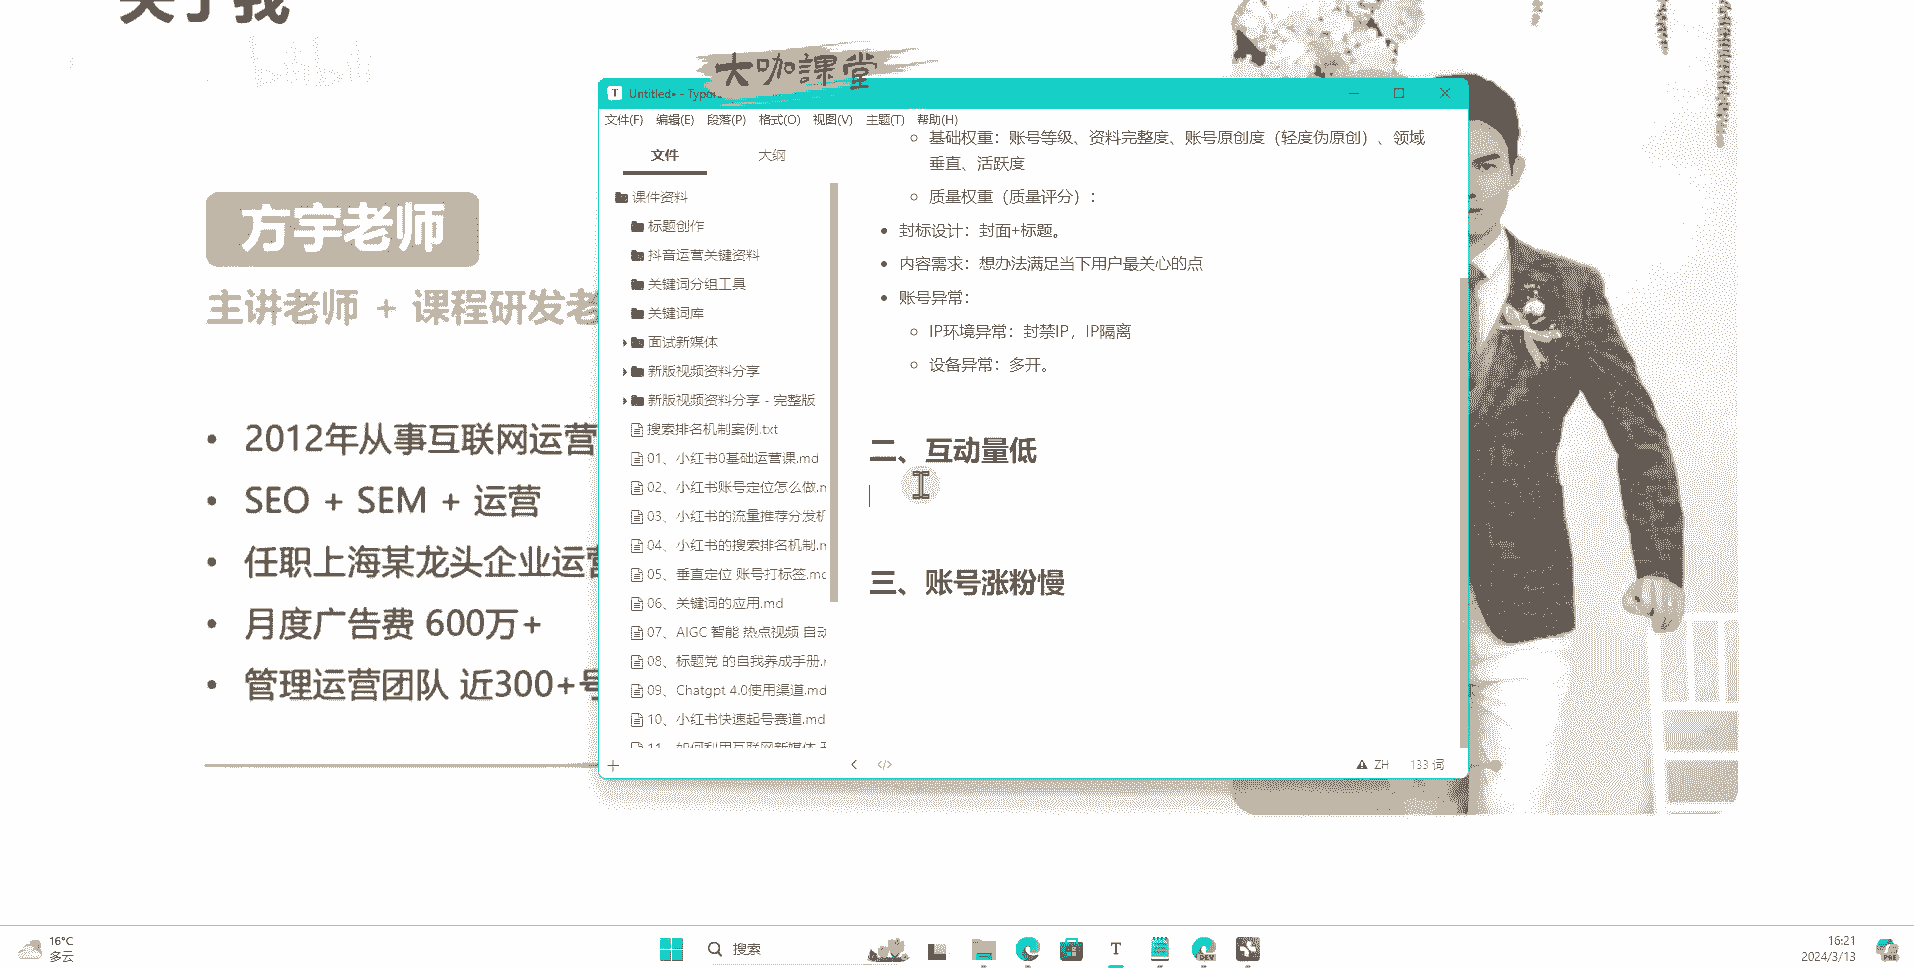 关于我
bilibili
大咖課堂
方宇老师
主讲老师 + 课程研发老
2012年从事互联网运营
SEO + SEM + 运营
任职上海某龙头企业运营
月度广告费 600万+
管理运营团队 近300+号
Untitled• - Typora
文件(F) 编辑(E) 段落(P) 格式(O) 视图(V) 主题(T) 帮助(H)
文件 大纲
课件资料
标题创作
抖音运营关键资料
关键词分组工具
关键词库
面试新媒体
新版视频资料分享
新版视频资料分享 - 完整版
搜索排名机制案例.txt
01、小红书0基础运营课.md
02、小红书账号定位怎么做.m
03、小红书的流量推荐分发机
04、小红书的搜索排名机制.m
05、垂直定位 账号打标签.md
06、关键词的应用.md
07、AIGC 智能 热点视频 自动
08、标题党 的自我养成手册.m
09、Chatgpt 4.0使用渠道.md
10、小红书快速起号赛道.md
11、如何利用互联网新媒体
基础权重：账号等级、资料完整度、账号原创度（轻度伪原创）、领域
垂直、活跃度
质量权重（质量评分）：
封标设计：封面+标题。
内容需求：想办法满足当下用户最关心的点
账号异常：
IP环境异常：封禁IP，IP隔离
设备异常：多开。
二、互动量低
三、账号涨粉慢
ZH 133 词
16°C
多云
搜索
DEV
16:21
2024/3/13
PRE